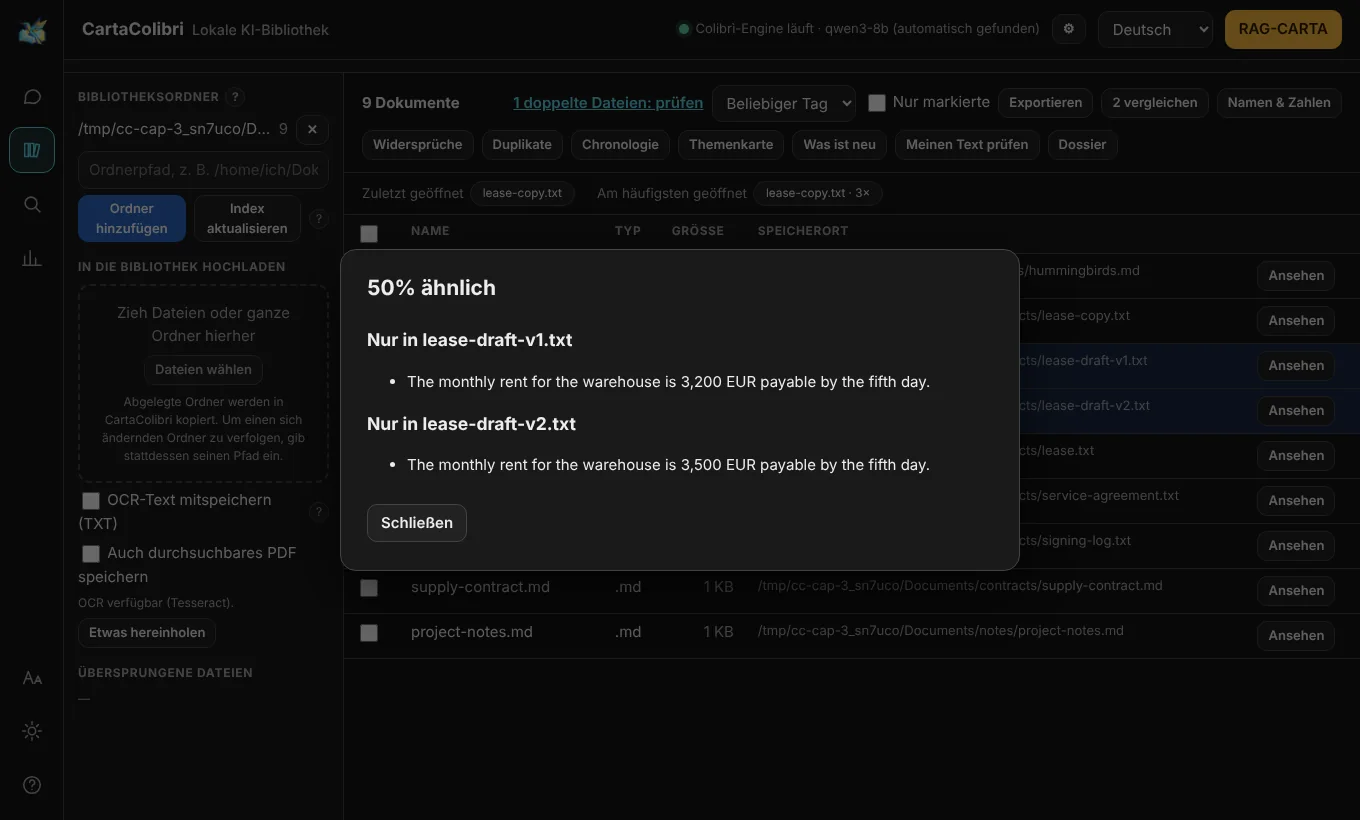 CartaColibri Lokale KI-Bibliothek
Colibrì-Engine läuft · qwen3-8b (automatisch gefunden)
Deutsch
RAG-CARTA
BIBLIOTHEKSORDNER ?
/tmp/cc-cap-3_sn7uco/D... 9 ✕
Ordnerpfad, z. B. /home/ich/Dok
Ordner
hinzufügen
Index
aktualisieren
?
IN DIE BIBLIOTHEK HOCHLADEN
Zieh Dateien oder ganze
Ordner hierher
Dateien wählen
Abgelegte Ordner werden in
CartaColibri kopiert. Um einen sich
ändernden Ordner zu verfolgen, gib
stattdessen seinen Pfad ein.
OCR-Text mitspeichern
(TXT)
?
Auch durchsuchbares PDF
speichern
OCR verfügbar (Tesseract).
Etwas hereinholen
ÜBERSPRUNGENE DATEIEN
—
AA
9 Dokumente
1 doppelte Dateien: prüfen
Beliebiger Tag
Nur markierte
Exportieren
2 vergleichen
Namen & Zahlen
Widersprüche
Duplikate
Chronologie
Themenkarte
Was ist neu
Meinen Text prüfen
Dossier
Zuletzt geöffnet lease-copy.txt Am häufigsten geöffnet lease-copy.txt · 3×
NAME TYP GRÖSSE SPEICHERORT
s/hummingbirds.md Ansehen
cts/lease-copy.txt Ansehen
cts/lease-draft-v1.txt Ansehen
cts/lease-draft-v2.txt Ansehen
cts/lease.txt Ansehen
cts/service-agreement.txt Ansehen
cts/signing-log.txt Ansehen
supply-contract.md .md 1 KB /tmp/cc-cap-3_sn7uco/Documents/contracts/supply-contract.md Ansehen
project-notes.md .md 1 KB /tmp/cc-cap-3_sn7uco/Documents/notes/project-notes.md Ansehen
50% ähnlich
Nur in lease-draft-v1.txt
• The monthly rent for the warehouse is 3,200 EUR payable by the fifth day.
Nur in lease-draft-v2.txt
• The monthly rent for the warehouse is 3,500 EUR payable by the fifth day.
Schließen